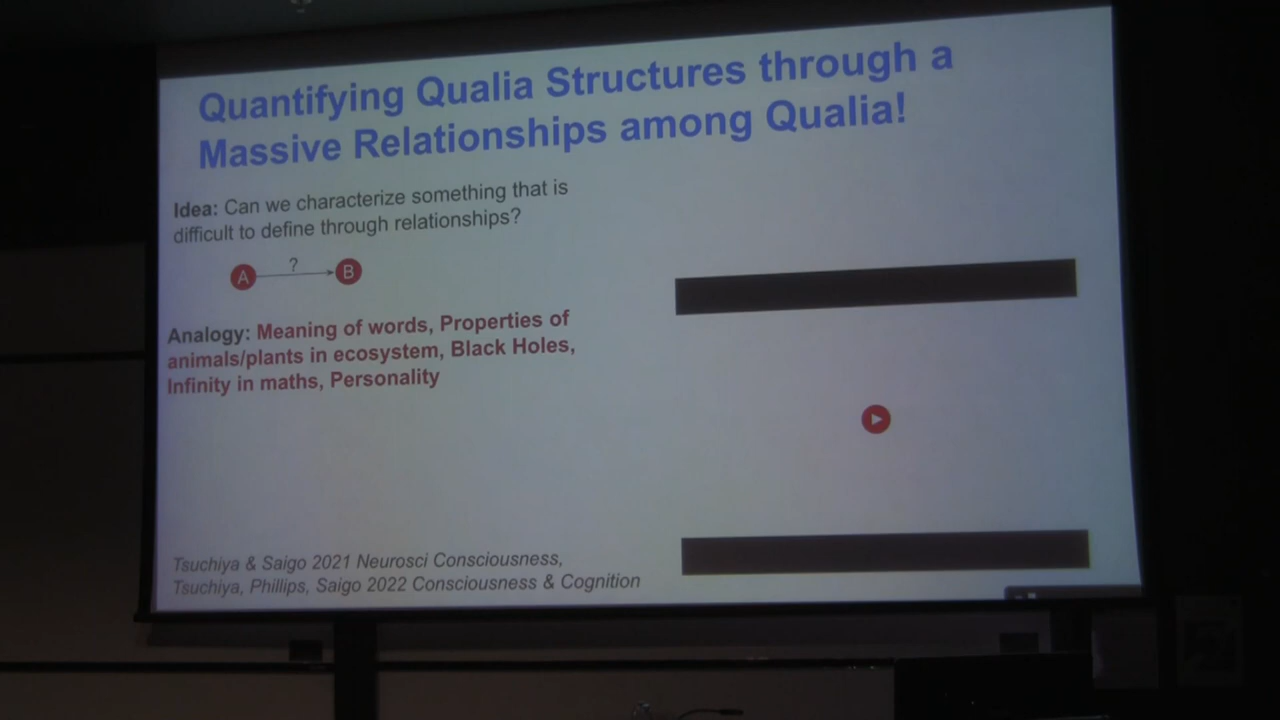 Quantifying Qualia Structures through a
Massive Relationships among Qualia!
Idea: Can we characterize something that is
difficult to define through relationships?
A ? B
Analogy: Meaning of words, Properties of
animals/plants in ecosystem, Black Holes,
Infinity in maths, Personality
Tsuchiya & Saigo 2021 Neurosci Consciousness,
Tsuchiya, Phillips, Saigo 2022 Consciousness & Cognition